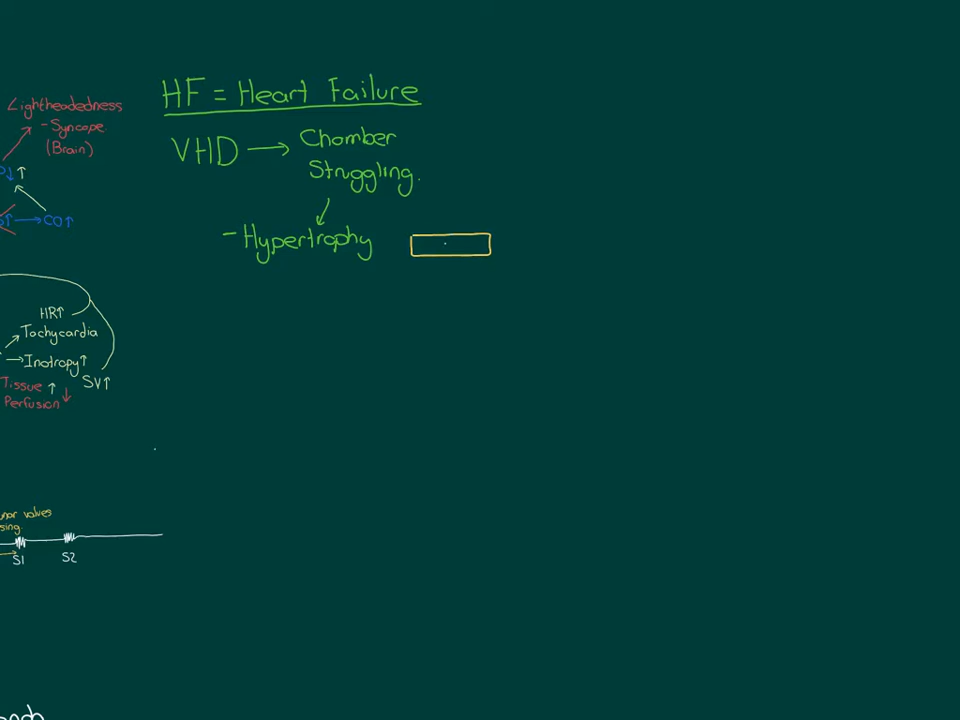 HF = Heart Failure
VHD → Chamber
Struggling.
- Hypertrophy
Lightheadedness
- Syncope
(Brain)
↓ ↑
↑ → CO↑
HR↑
Tachycardia
→ Inotropy↑
Tissue ↑
SV↑
Perfusion ↓
valves
S1
S2